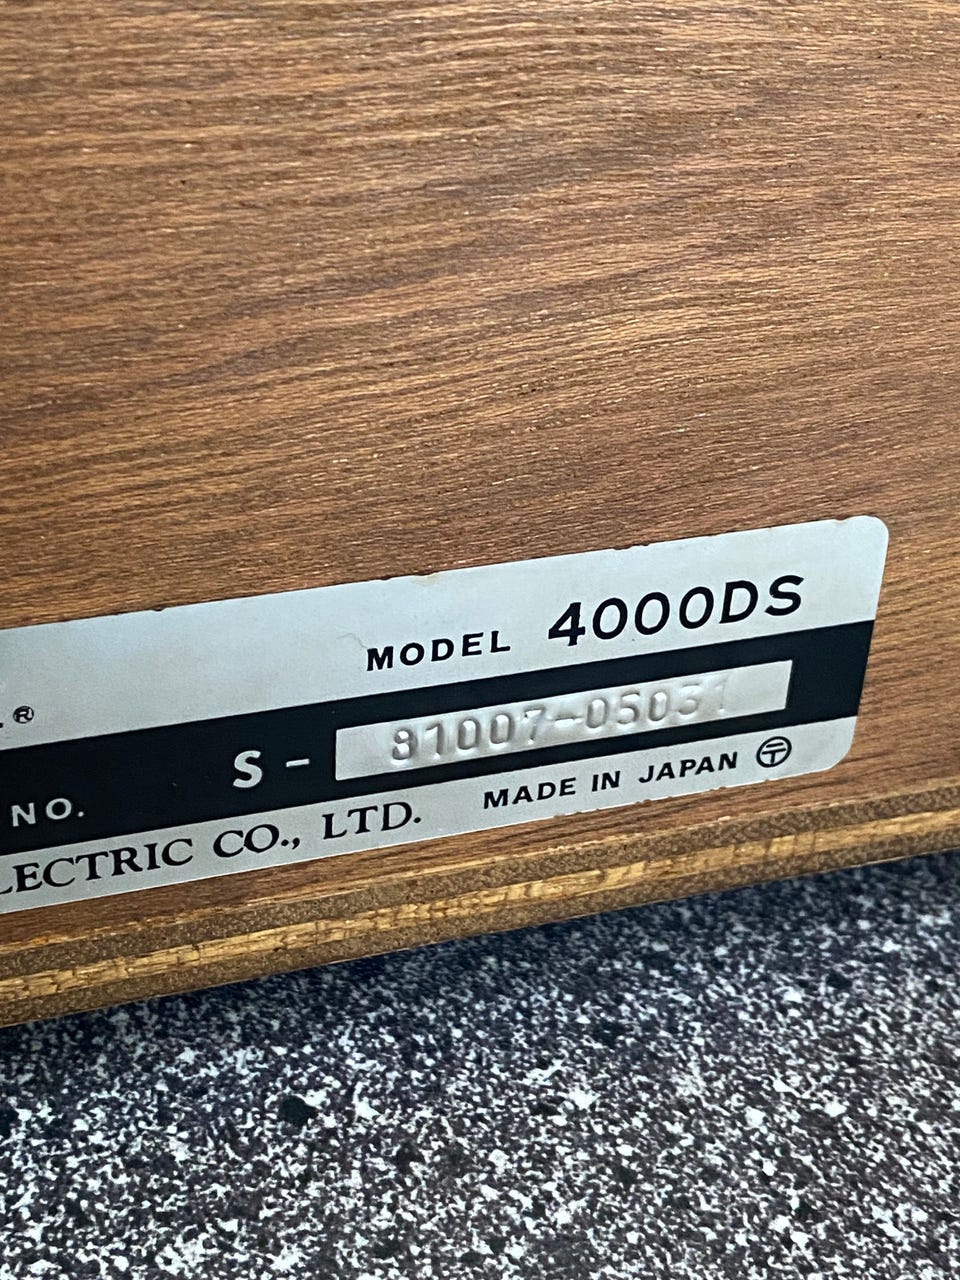 MODEL 4000DS
.®
NO. S- 81007-05031
LECTRIC CO., LTD. MADE IN JAPAN 〶